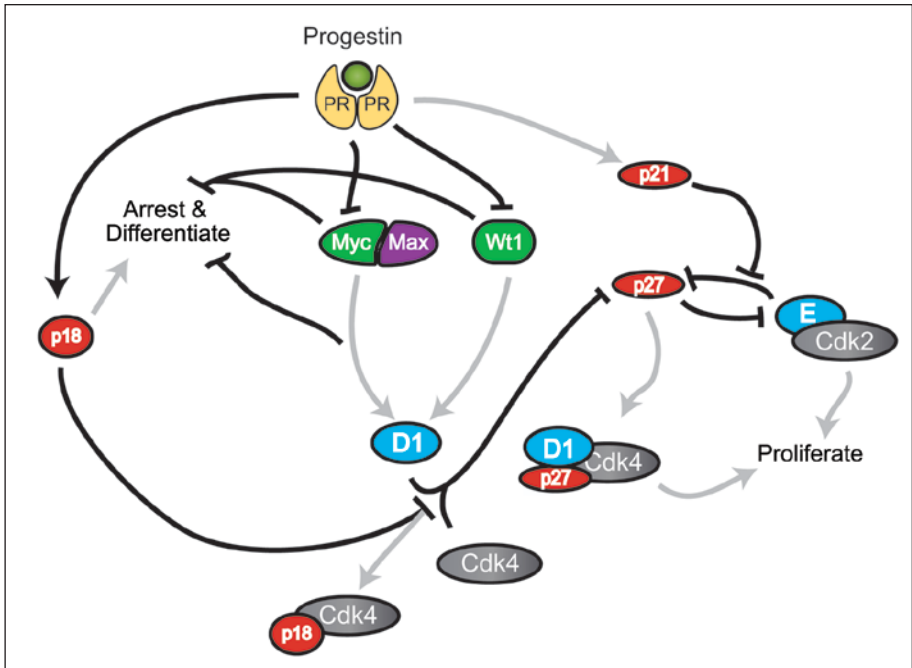 Progestin
PR PR
p21
Arrest &
Differentiate
Myc Max
Wt1
p27
E
Cdk2
p18
D1
D1
Cdk4
p27
Proliferate
Cdk4
Cdk4
p18